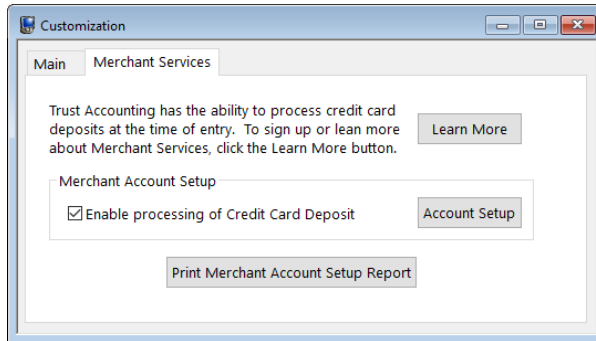 Customization
Main
Merchant Services
Trust Accounting has the ability to process credit card
deposits at the time of entry. To sign up or lean more
about Merchant Services, click the Learn More button.
Learn More
Merchant Account Setup
Enable processing of Credit Card Deposit
Account Setup
Print Merchant Account Setup Report